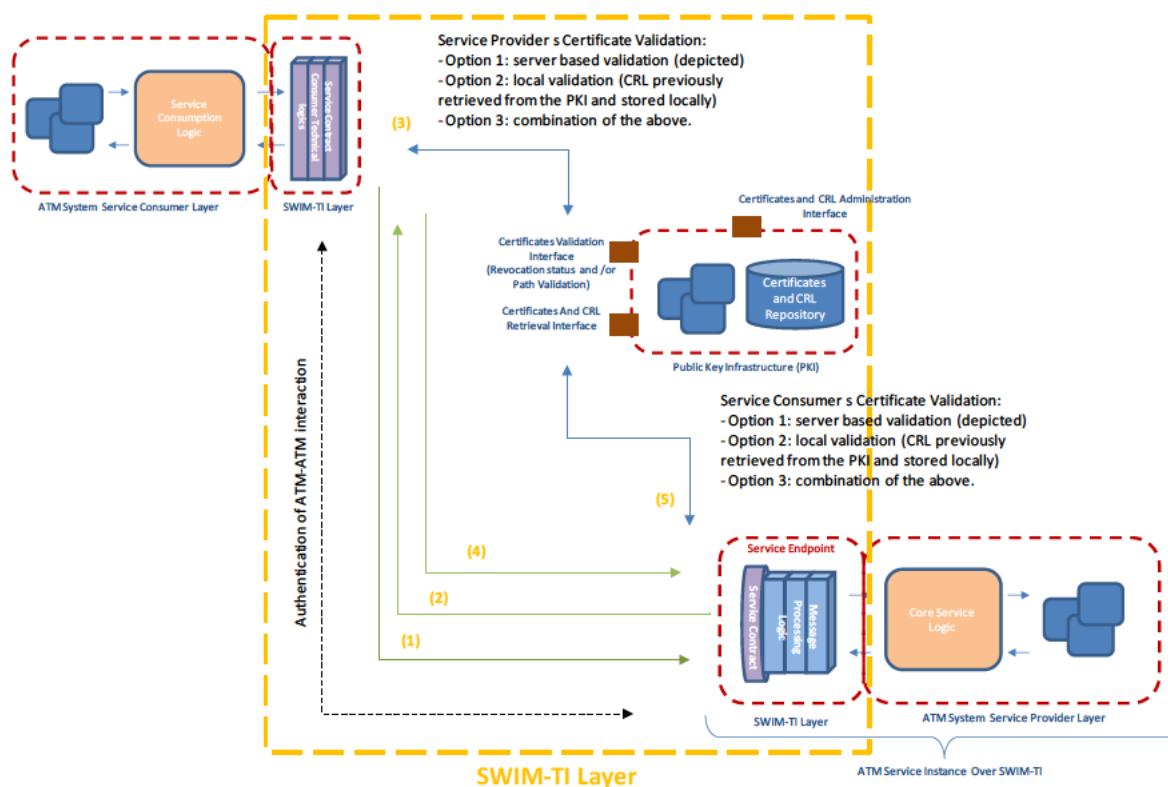 Service Provider s Certificate Validation:
- Option 1: server based validation (depicted)
- Option 2: local validation (CRL previously
retrieved from the PKI and stored locally)
- Option 3: combination of the above.
Service
Consumption
Logic
Service Contract
Consumer Technical
logics
(3)
ATM System Service Consumer Layer
SWIM-TI Layer
Certificates and CRL Administration
Interface
Certificates Validation
Interface
(Revocation status and /or
Path Validation)
Certificates And CRL
Retrieval Interface
Certificates
and CRL
Repository
Public Key Infrastructure (PKI)
Service Consumer s Certificate Validation:
- Option 1: server based validation (depicted)
- Option 2: local validation (CRL previously
retrieved from the PKI and stored locally)
- Option 3: combination of the above.
Authentication of ATM-ATM interaction
(5)
(4)
(2)
(1)
Service Endpoint
Service Contract
Message
Processing
Logic
Core Service
Logic
SWIM-TI Layer
ATM System Service Provider Layer
ATM Service Instance Over SWIM-TI
SWIM-TI Layer